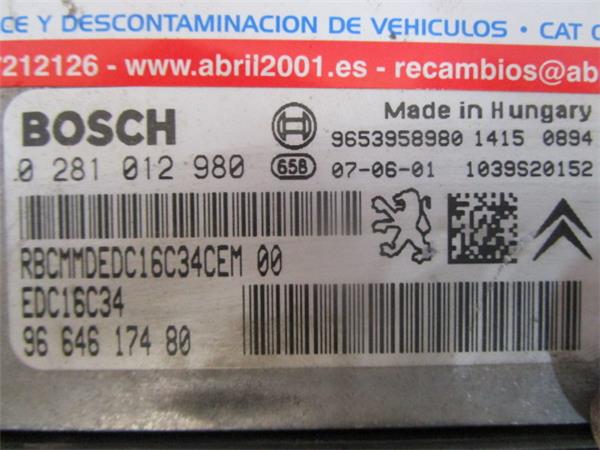 CE Y DESCONTAMINACION DE VEHICULOS · CAT
7212126 - www.abril2001.es - recambios@ab
BOSCH
Made in Hungary
9653958980 1415 0894
0 281 012 980
658
07-06-01 1039S20152
RBCMMDEDC16C34CEM 00
EDC16C34
96 646 174 80